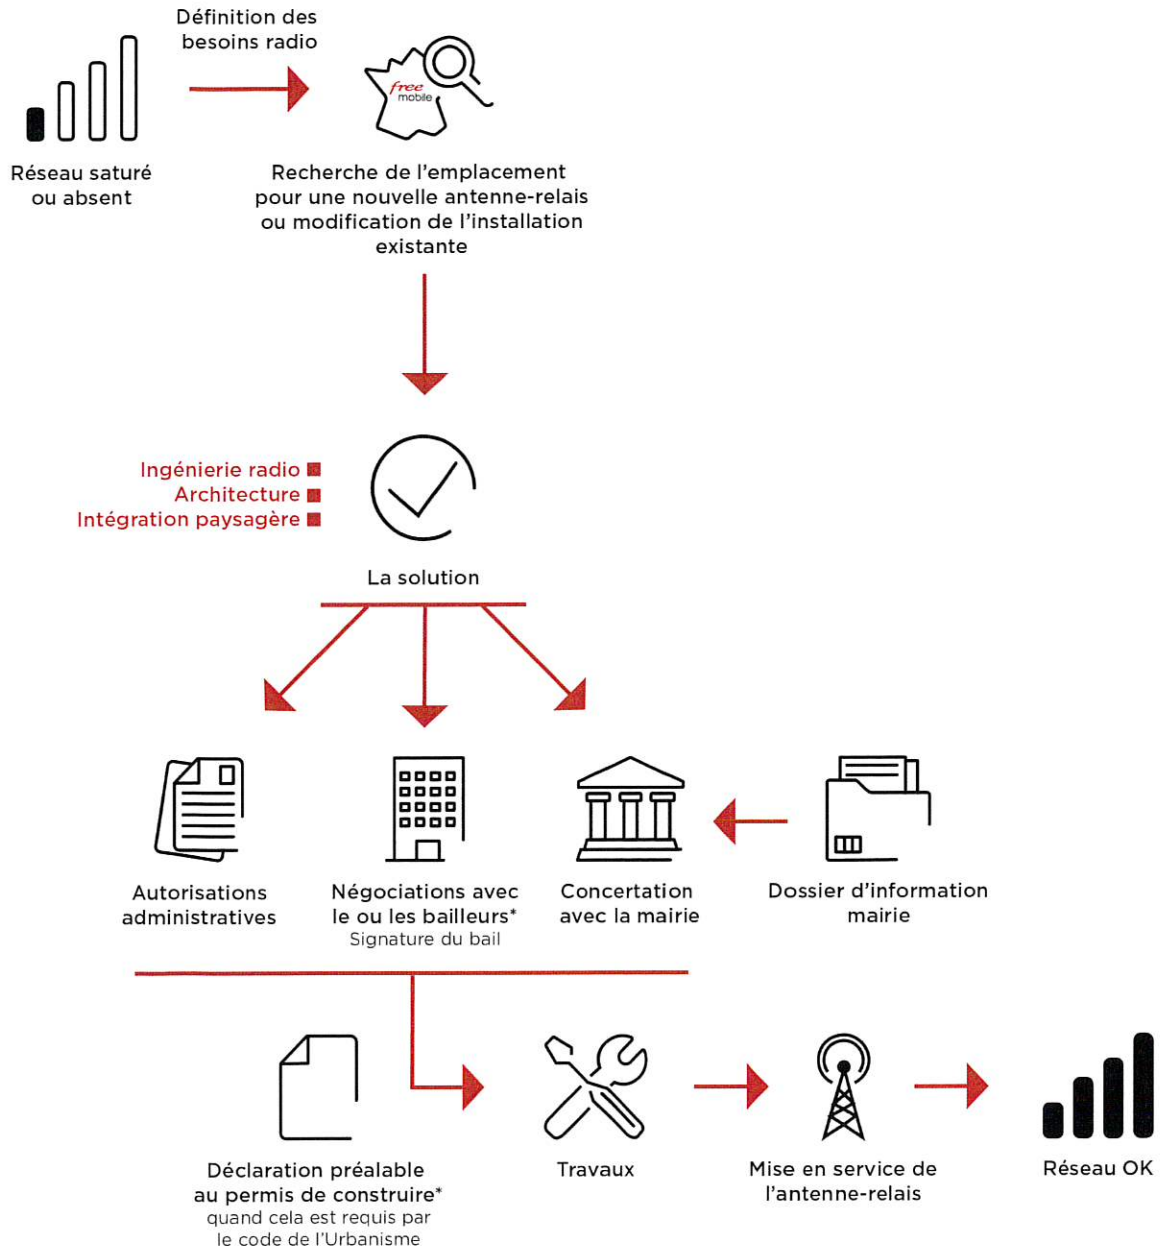 Définition des
besoins radio
free
mobile
Réseau saturé
ou absent
Recherche de l'emplacement
pour une nouvelle antenne-relais
ou modification de l'installation
existante
Ingénierie radio
Architecture
Intégration paysagère
La solution
Autorisations
administratives
Négociations avec
le ou les bailleurs*
Signature du bail
Concertation
avec la mairie
Dossier d'information
mairie
Déclaration préalable
au permis de construire*
quand cela est requis par
le code de l'Urbanisme
Travaux
Mise en service de
l'antenne-relais
Réseau OK